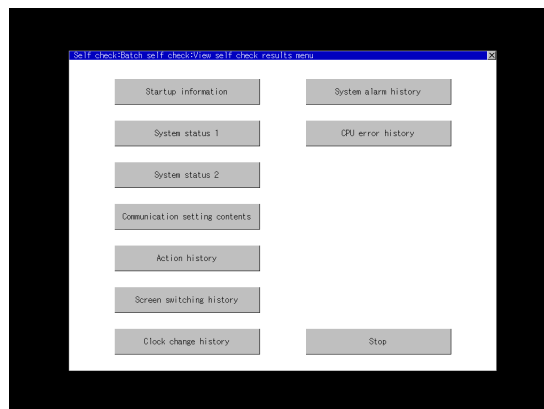 Self check:Batch self check:View self check results menu
Startup information
System alarm history
System status 1
CPU error history
System status 2
Communication setting contents
Action history
Screen switching history
Clock change history
Stop